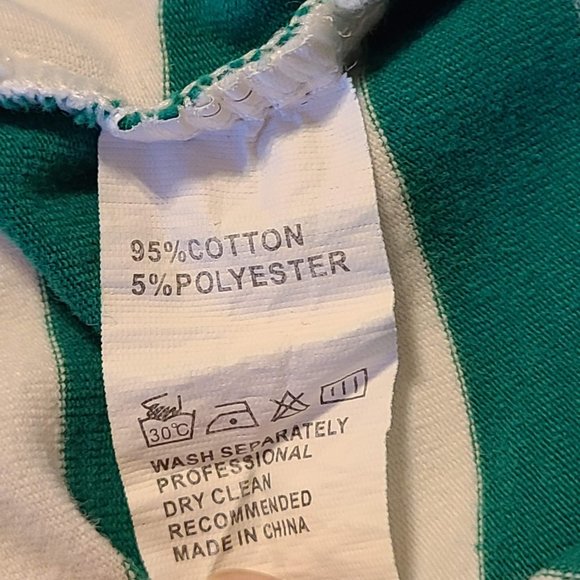 95%COTTON
5%POLYESTER
30°C
WASH SEPARATELY
PROFESSIONAL
DRY CLEAN
RECOMMENDED
MADE IN CHINA